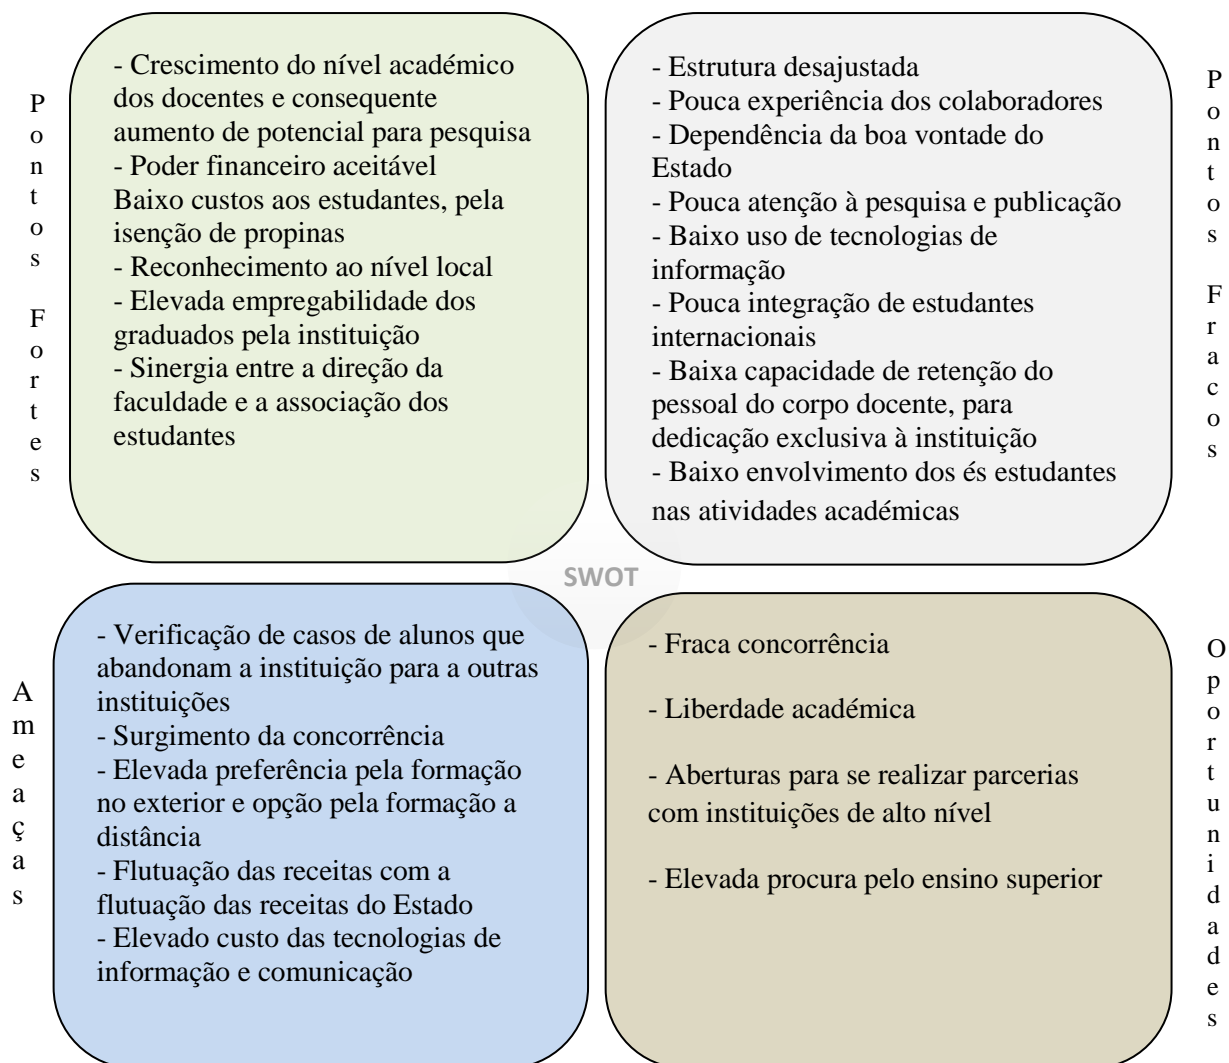 Pontos Fortes
- Crescimento do nível académico
dos docentes e consequente
aumento de potencial para pesquisa
- Poder financeiro aceitável
Baixo custos aos estudantes, pela
isenção de propinas
- Reconhecimento ao nível local
- Elevada empregabilidade dos
graduados pela instituição
- Sinergia entre a direção da
faculdade e a associação dos
estudantes
- Estrutura desajustada
- Pouca experiência dos colaboradores
- Dependência da boa vontade do
Estado
- Pouca atenção à pesquisa e publicação
- Baixo uso de tecnologias de
informação
- Pouca integração de estudantes
internacionais
- Baixa capacidade de retenção do
pessoal do corpo docente, para
dedicação exclusiva à instituição
- Baixo envolvimento dos és estudantes
nas atividades académicas
Pontos Fracos
SWOT
Ameaças
- Verificação de casos de alunos que
abandonam a instituição para a outras
instituições
- Surgimento da concorrência
- Elevada preferência pela formação
no exterior e opção pela formação a
distância
- Flutuação das receitas com a
flutuação das receitas do Estado
- Elevado custo das tecnologias de
informação e comunicação
- Fraca concorrência
- Liberdade académica
- Aberturas para se realizar parcerias
com instituições de alto nível
- Elevada procura pelo ensino superior
Oportunidades